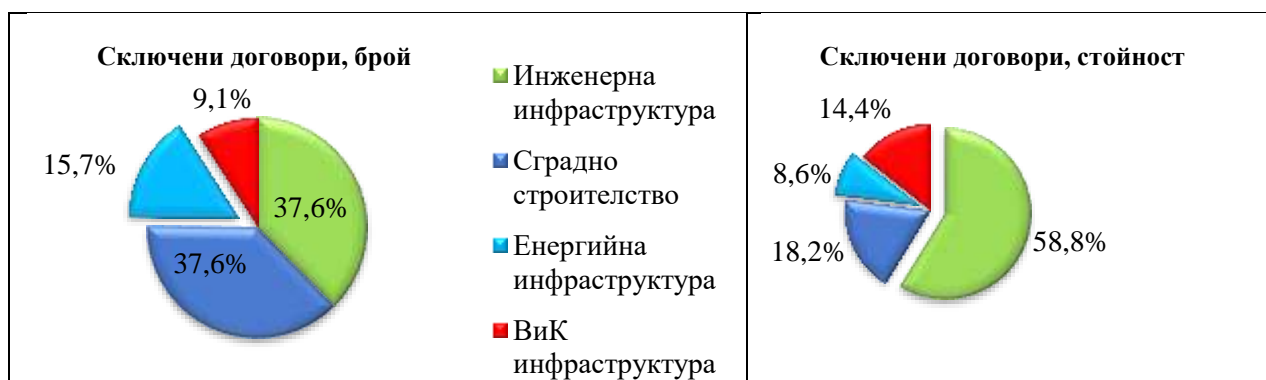 Сключени договори, брой
9,1%
15,7%
37,6%
37,6%
Инженерна
инфраструктура
Сградно
строителство
Енергийна
инфраструктура
ВиК
инфраструктура
Сключени договори, стойност
14,4%
8,6%
18,2%
58,8%